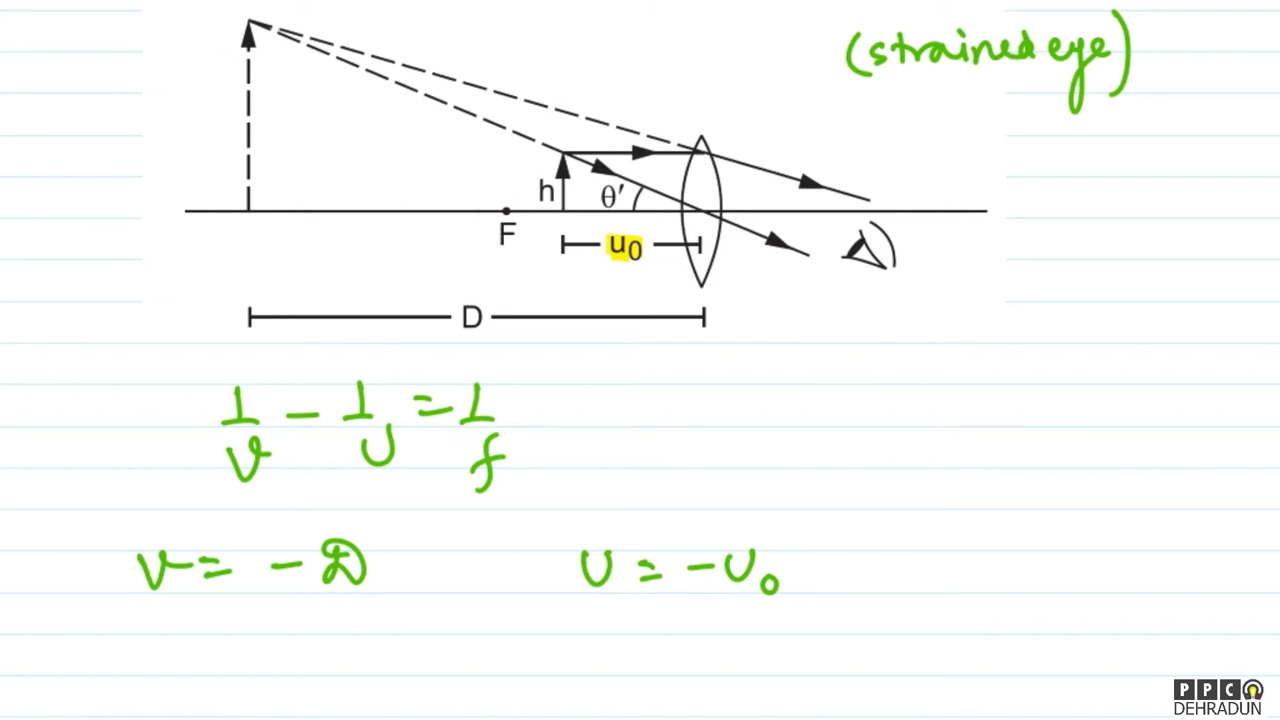 (strained eye)
h θ′
F u₀
D
1/v - 1/u = 1/f
v = -D u = -u₀
PPC
DEHRADUN